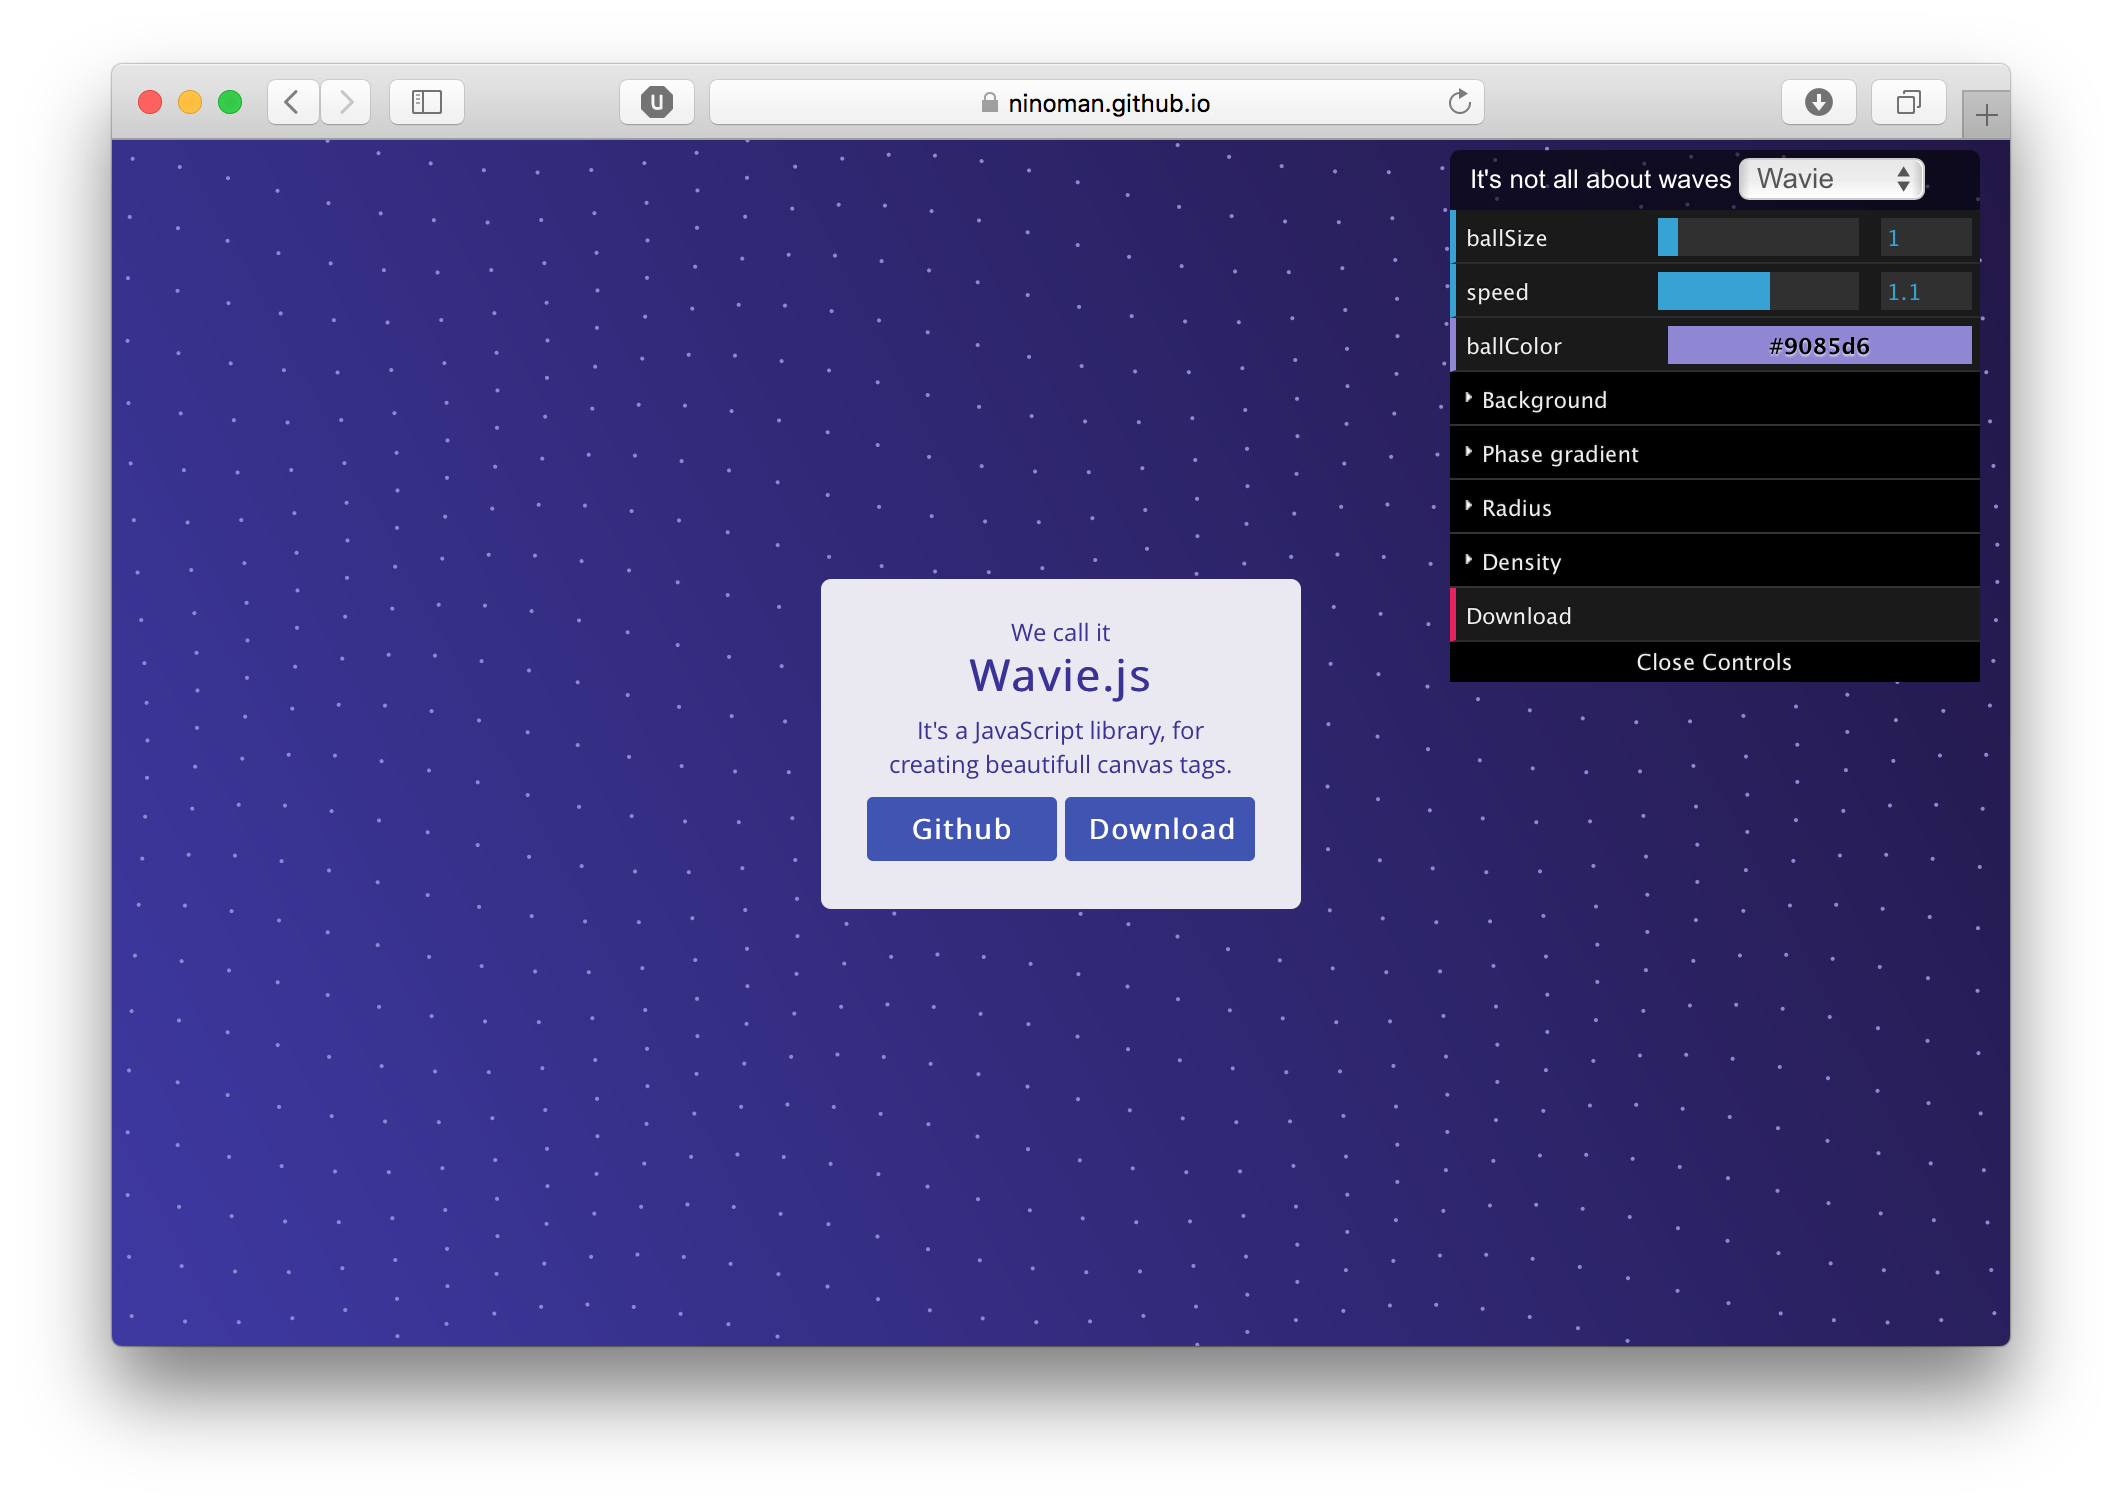 ninoman.github.io
It's not all about waves Wavie
ballSize 1
speed 1.1
ballColor #9085d6
Background
Phase gradient
Radius
Density
Download
Close Controls
We call it
Wavie.js
It's a JavaScript library, for
creating beautifull canvas tags.
Github Download